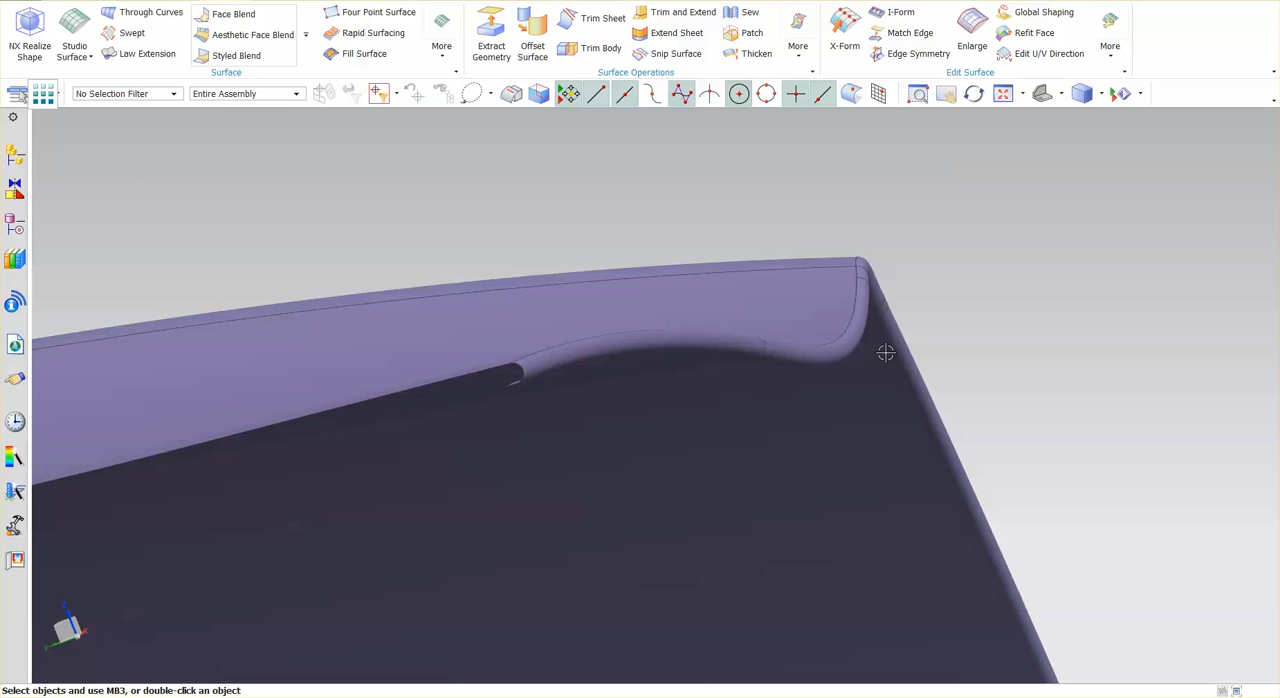 NX Realize Shape
Studio Surface
Through Curves
Swept
Law Extension
Face Blend
Aesthetic Face Blend
Styled Blend
Four Point Surface
Rapid Surfacing
Fill Surface
More
Surface
Extract Geometry
Offset Surface
Trim Sheet
Trim Body
Trim and Extend
Extend Sheet
Snip Surface
Sew
Patch
Thicken
More
Surface Operations
X-Form
I-Form
Match Edge
Edge Symmetry
Enlarge
Global Shaping
Refit Face
Edit U/V Direction
More
Edit Surface
No Selection Filter
Entire Assembly
Z
X
Y
Select objects and use MB3, or double-click an object